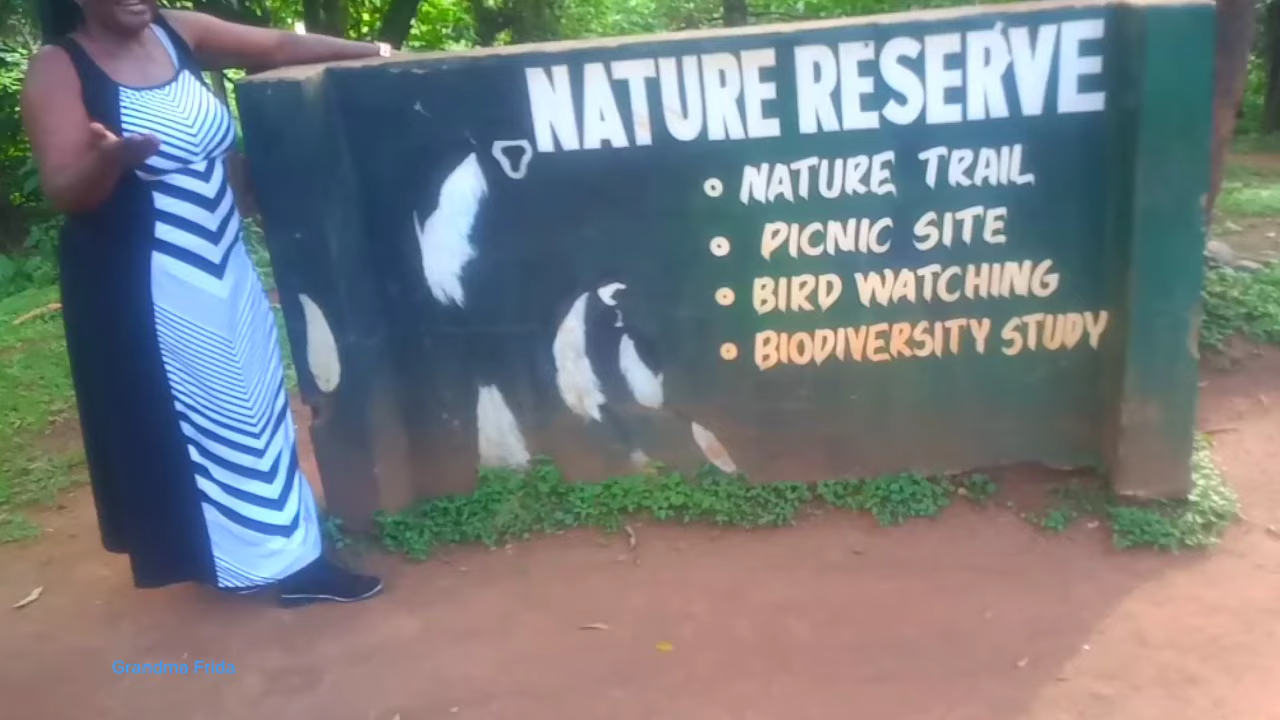 NATURE RESERVE
NATURE TRAIL
PICNIC SITE
BIRD WATCHING
BIODIVERSITY STUDY
Grandma Frida